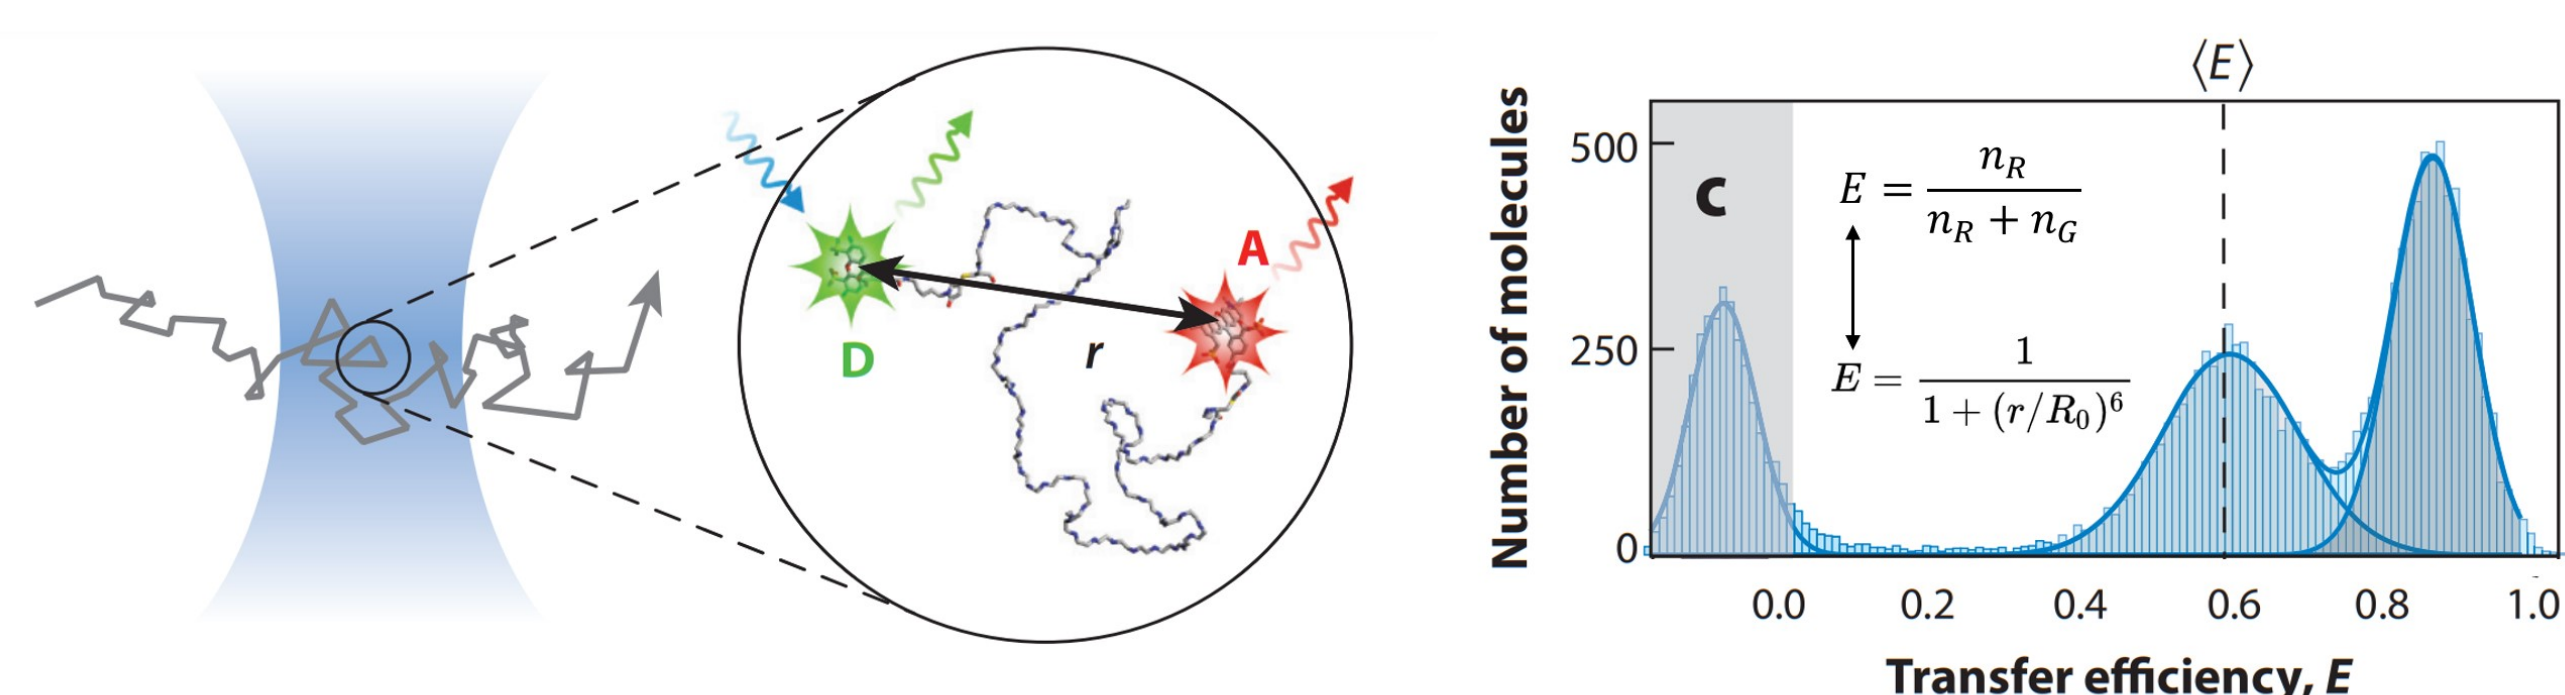 D
r
A
Number of molecules
500
250
0
C
⟨E⟩
E = n_R / (n_R + n_G)
E = 1 / (1 + (r/R_0)^6)
0.0 0.2 0.4 0.6 0.8 1.0
Transfer efficiency, E